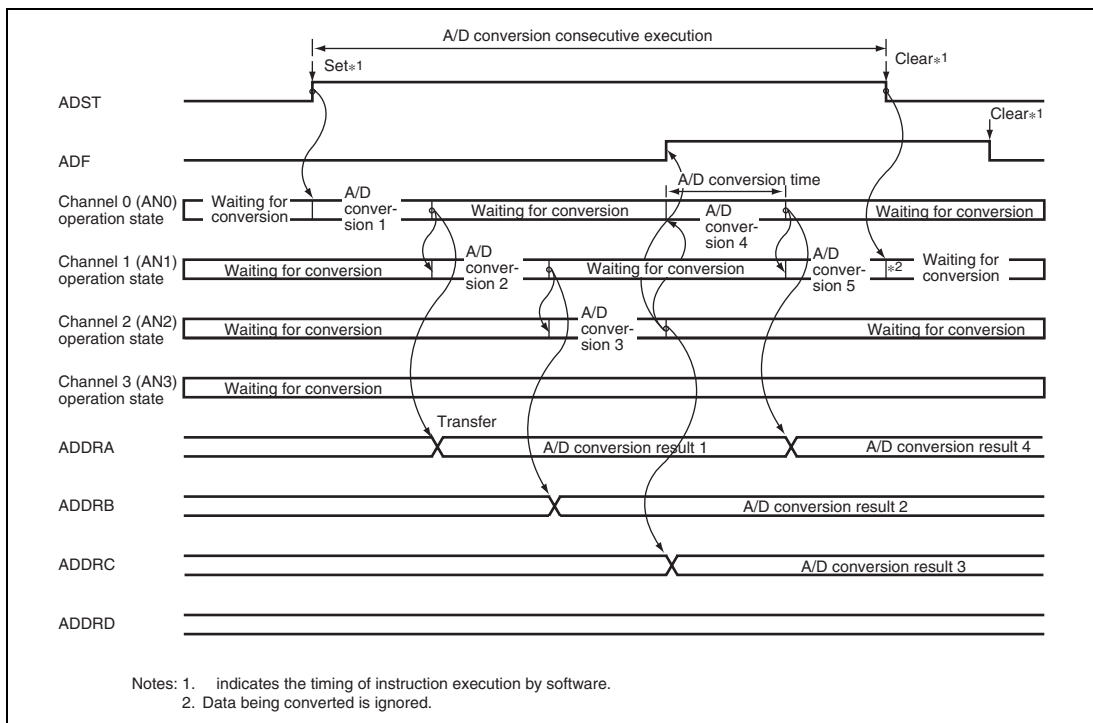 A/D conversion consecutive execution
Set*1
Clear*1
ADST
Clear*1
ADF
A/D conversion time
Channel 0 (AN0)
operation state
Waiting for
conversion
A/D
conver-
sion 1
Waiting for conversion
A/D
conver-
sion 4
Waiting for conversion
Channel 1 (AN1)
operation state
Waiting for conversion
A/D
conver-
sion 2
Waiting for conversion
A/D
conver-
sion 5
*2
Waiting for
conversion
Channel 2 (AN2)
operation state
Waiting for conversion
A/D
conver-
sion 3
Waiting for conversion
Channel 3 (AN3)
operation state
Waiting for conversion
Transfer
ADDRA
A/D conversion result 1
A/D conversion result 4
ADDRB
A/D conversion result 2
ADDRC
A/D conversion result 3
ADDRD
Notes: 1. indicates the timing of instruction execution by software.
2. Data being converted is ignored.